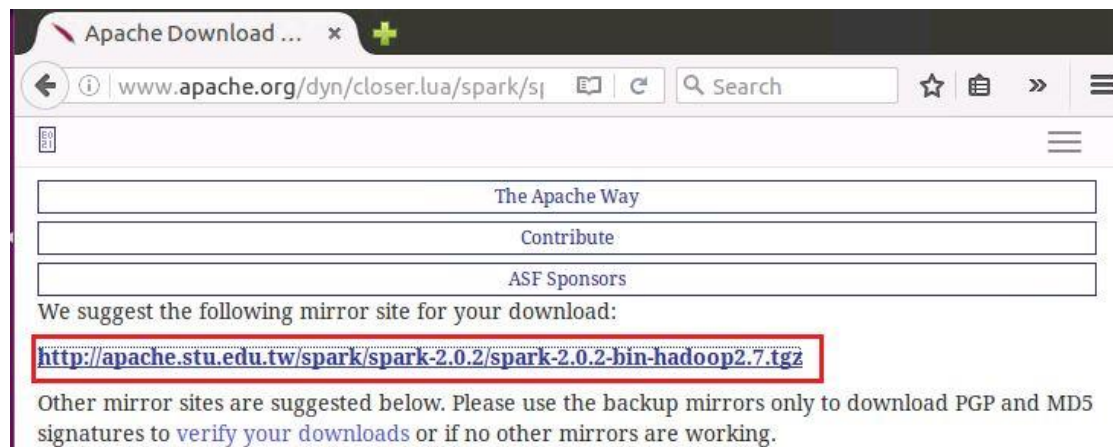 Apache Download ...
www.apache.org/dyn/closer.lua/spark/sp
Search
The Apache Way
Contribute
ASF Sponsors
We suggest the following mirror site for your download:
http://apache.stu.edu.tw/spark/spark-2.0.2/spark-2.0.2-bin-hadoop2.7.tgz
Other mirror sites are suggested below. Please use the backup mirrors only to download PGP and MD5
signatures to verify your downloads or if no other mirrors are working.